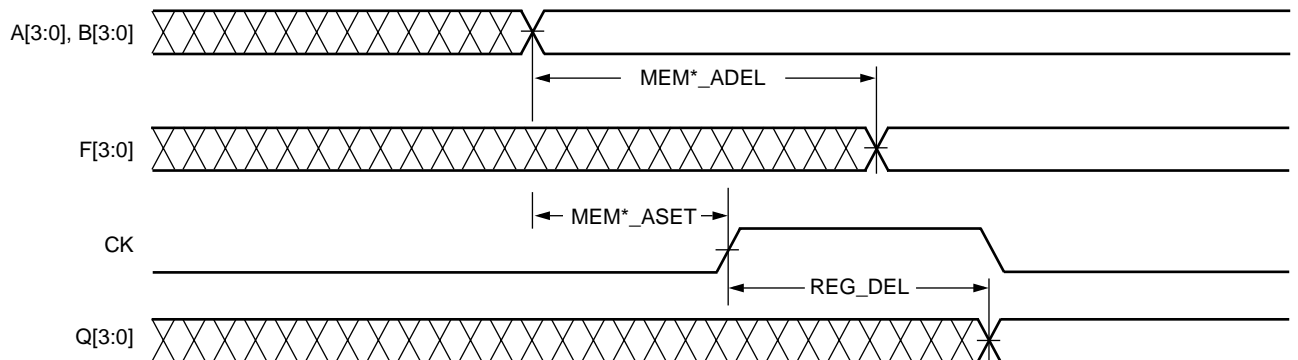 A[3:0], B[3:0]
MEM*_ADEL
F[3:0]
MEM*_ASET
CK
REG_DEL
Q[3:0]